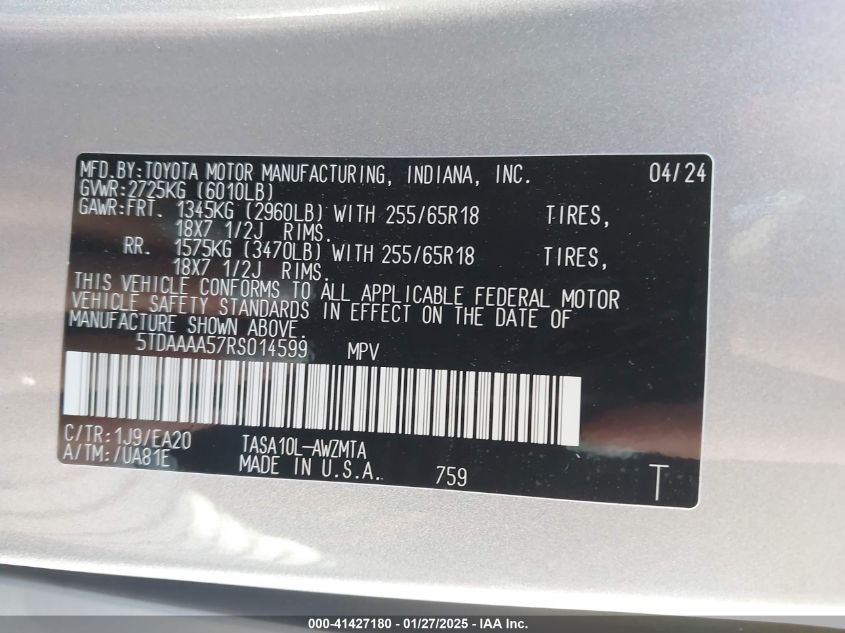 MFD.BY:TOYOTA MOTOR MANUFACTURING, INDIANA, INC. 04/24
GVWR:2725KG (6010LB)
GAWR:FRT. 1345KG (2960LB) WITH 255/65R18 TIRES,
18X7 1/2J RIMS.
RR. 1575KG (3470LB) WITH 255/65R18 TIRES,
18X7 1/2J RIMS.
THIS VEHICLE CONFORMS TO ALL APPLICABLE FEDERAL MOTOR
VEHICLE SAFETY STANDARDS IN EFFECT ON THE DATE OF
MANUFACTURE SHOWN ABOVE.
5TDAAAA57RS014599 MPV
C/TR:1J9/EA20 TASA10L-AWZMTA
A/TM:/UA81E MADE IN U.S.A. 759 T
000-41427180 - 01/27/2025 - IAA Inc.